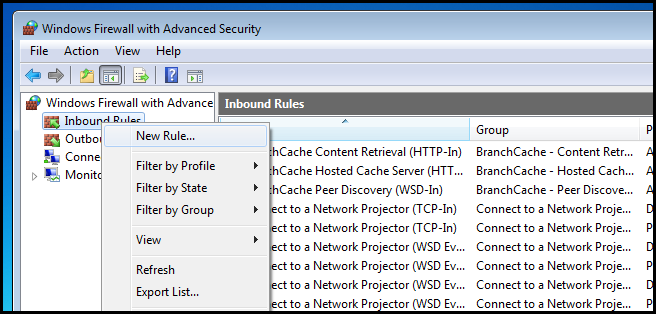 Windows Firewall with Advanced Security
File Action View Help
Windows Firewall with Advance
Inbound Rules
Outbou
Conne
Monito
New Rule...
Filter by Profile
Filter by State
Filter by Group
View
Refresh
Export List...
Inbound Rules
Group P
chCache Content Retrieval (HTTP-In) BranchCache - Content Retr... A
chCache Hosted Cache Server (HTT... BranchCache - Hosted Cach... A
chCache Peer Discovery (WSD-In) BranchCache - Peer Discove... A
ect to a Network Projector (TCP-In) Connect to a Network Proje... P
ect to a Network Projector (TCP-In) Connect to a Network Proje... D
ect to a Network Projector (WSD Ev... Connect to a Network Proje... P
ect to a Network Projector (WSD Ev... Connect to a Network Proje... D
ect to a Network Projector (WSD Ev... Connect to a Network Proje... D
ect to a Network Projector (WSD Ev... Connect to a Network Proje... P